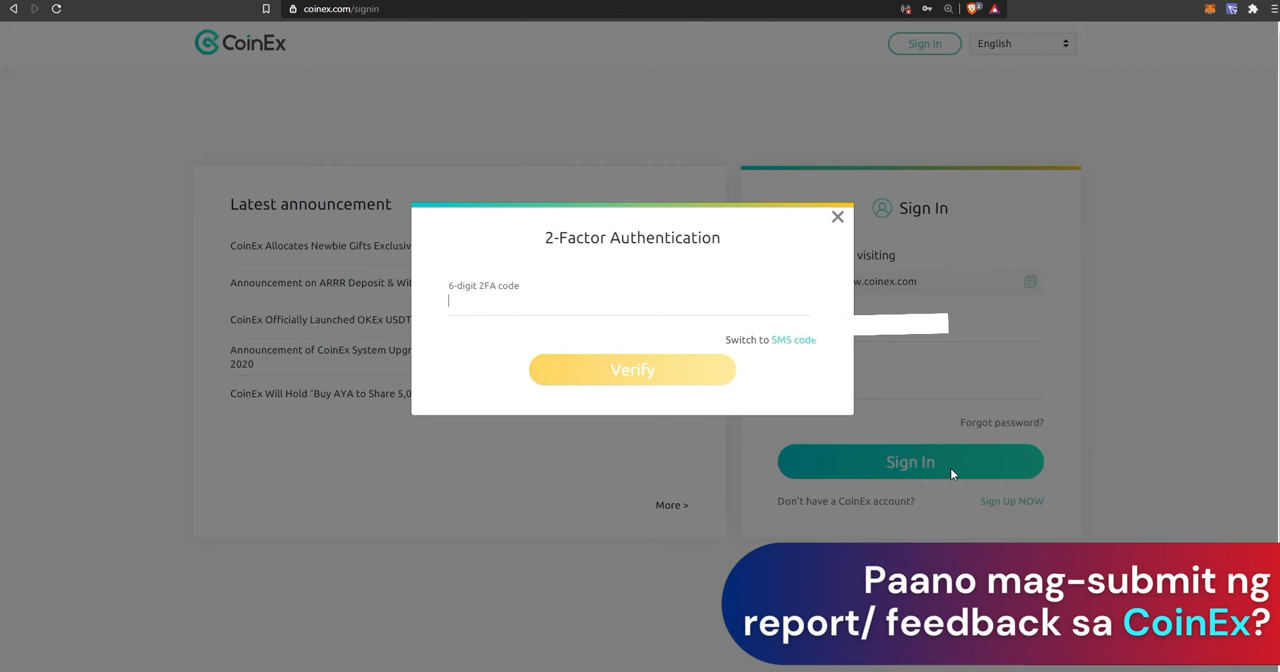 coinex.com/signin
2
CoinEx
Sign In
English
Latest announcement
CoinEx Allocates Newbie Gifts Exclusiv
Announcement on ARRR Deposit & Wit
CoinEx Officially Launched OKEx USDT
Announcement of CoinEx System Upgr
2020
CoinEx Will Hold "Buy AYA to Share 5,0
More >
2-Factor Authentication
6-digit 2FA code
Switch to SMS code
Verify
Sign In
visiting
w.coinex.com
Forgot password?
Sign In
Don't have a CoinEx account?
Sign Up NOW
Paano mag-submit ng
report/ feedback sa CoinEx?